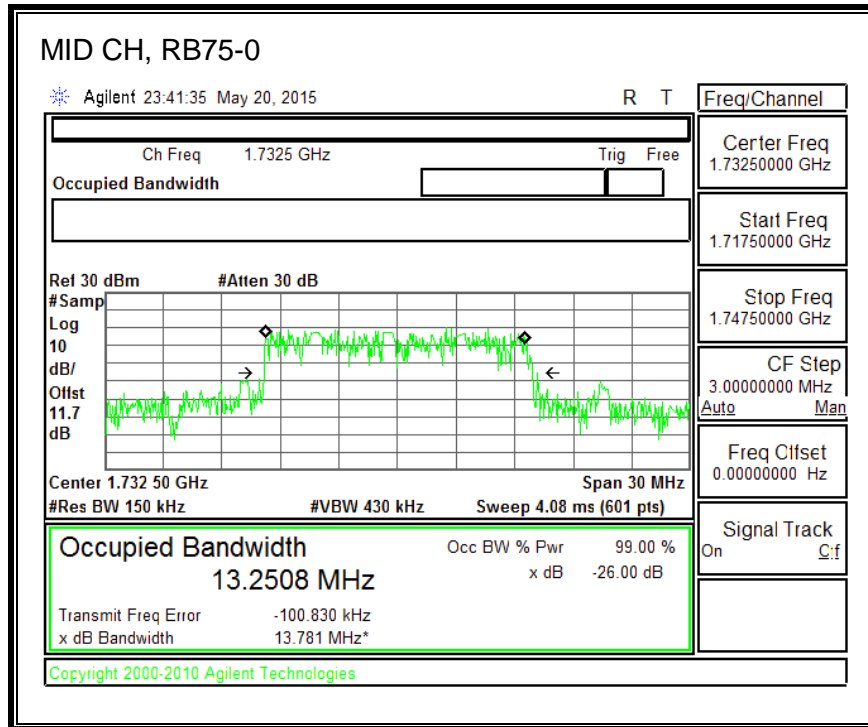 MID CH, RB75-0
Agilent 23:41:35 May 20, 2015 R T
Freq/Channel
Ch Freq 1.7325 GHz Trig Free
Occupied Bandwidth
Center Freq
1.73250000 GHz
Start Freq
1.71750000 GHz
Stop Freq
1.74750000 GHz
CF Step
3.00000000 MHz
Auto Man
Freq Offset
0.00000000 Hz
Signal Track
On Off
Ref 30 dBm #Atten 30 dB
#Samp
Log
10
dB/
Offst
11.7
dB
Center 1.732 50 GHz Span 30 MHz
#Res BW 150 kHz #VBW 430 kHz Sweep 4.08 ms (601 pts)
Occupied Bandwidth Occ BW % Pwr 99.00 %
13.2508 MHz x dB -26.00 dB
Transmit Freq Error -100.830 kHz
x dB Bandwidth 13.781 MHz*
Copyright 2000-2010 Agilent Technologies